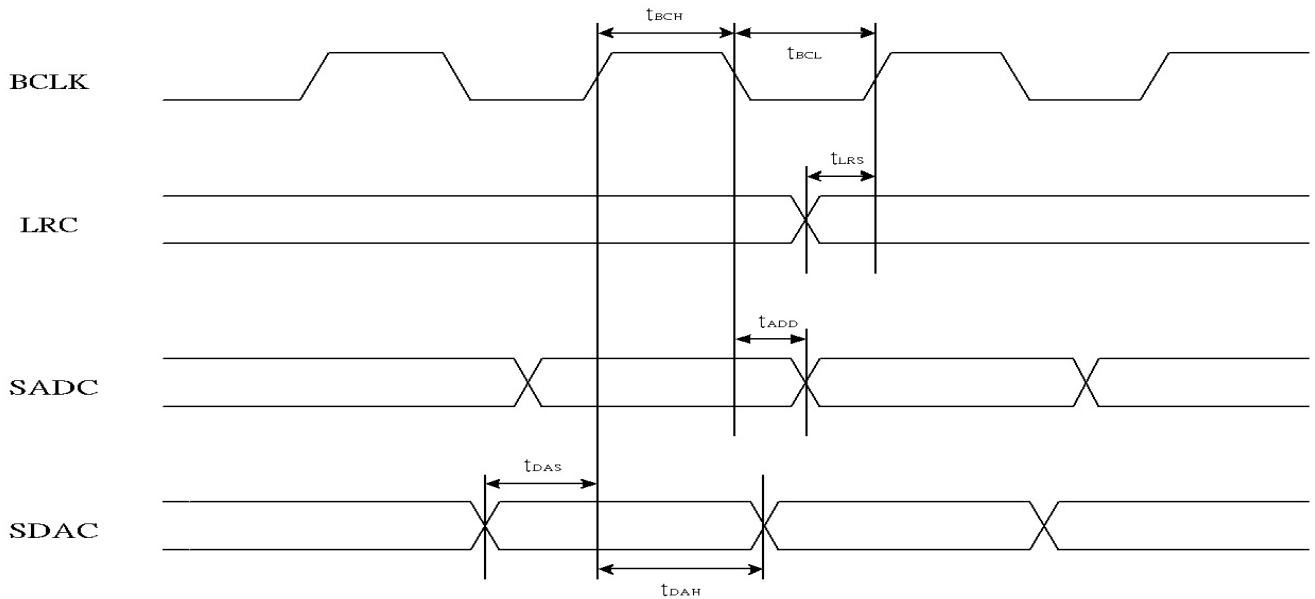 tBCH
tBCL
BCLK
tLRS
LRC
tADD
SADC
tDAS
SDAC
tDAH